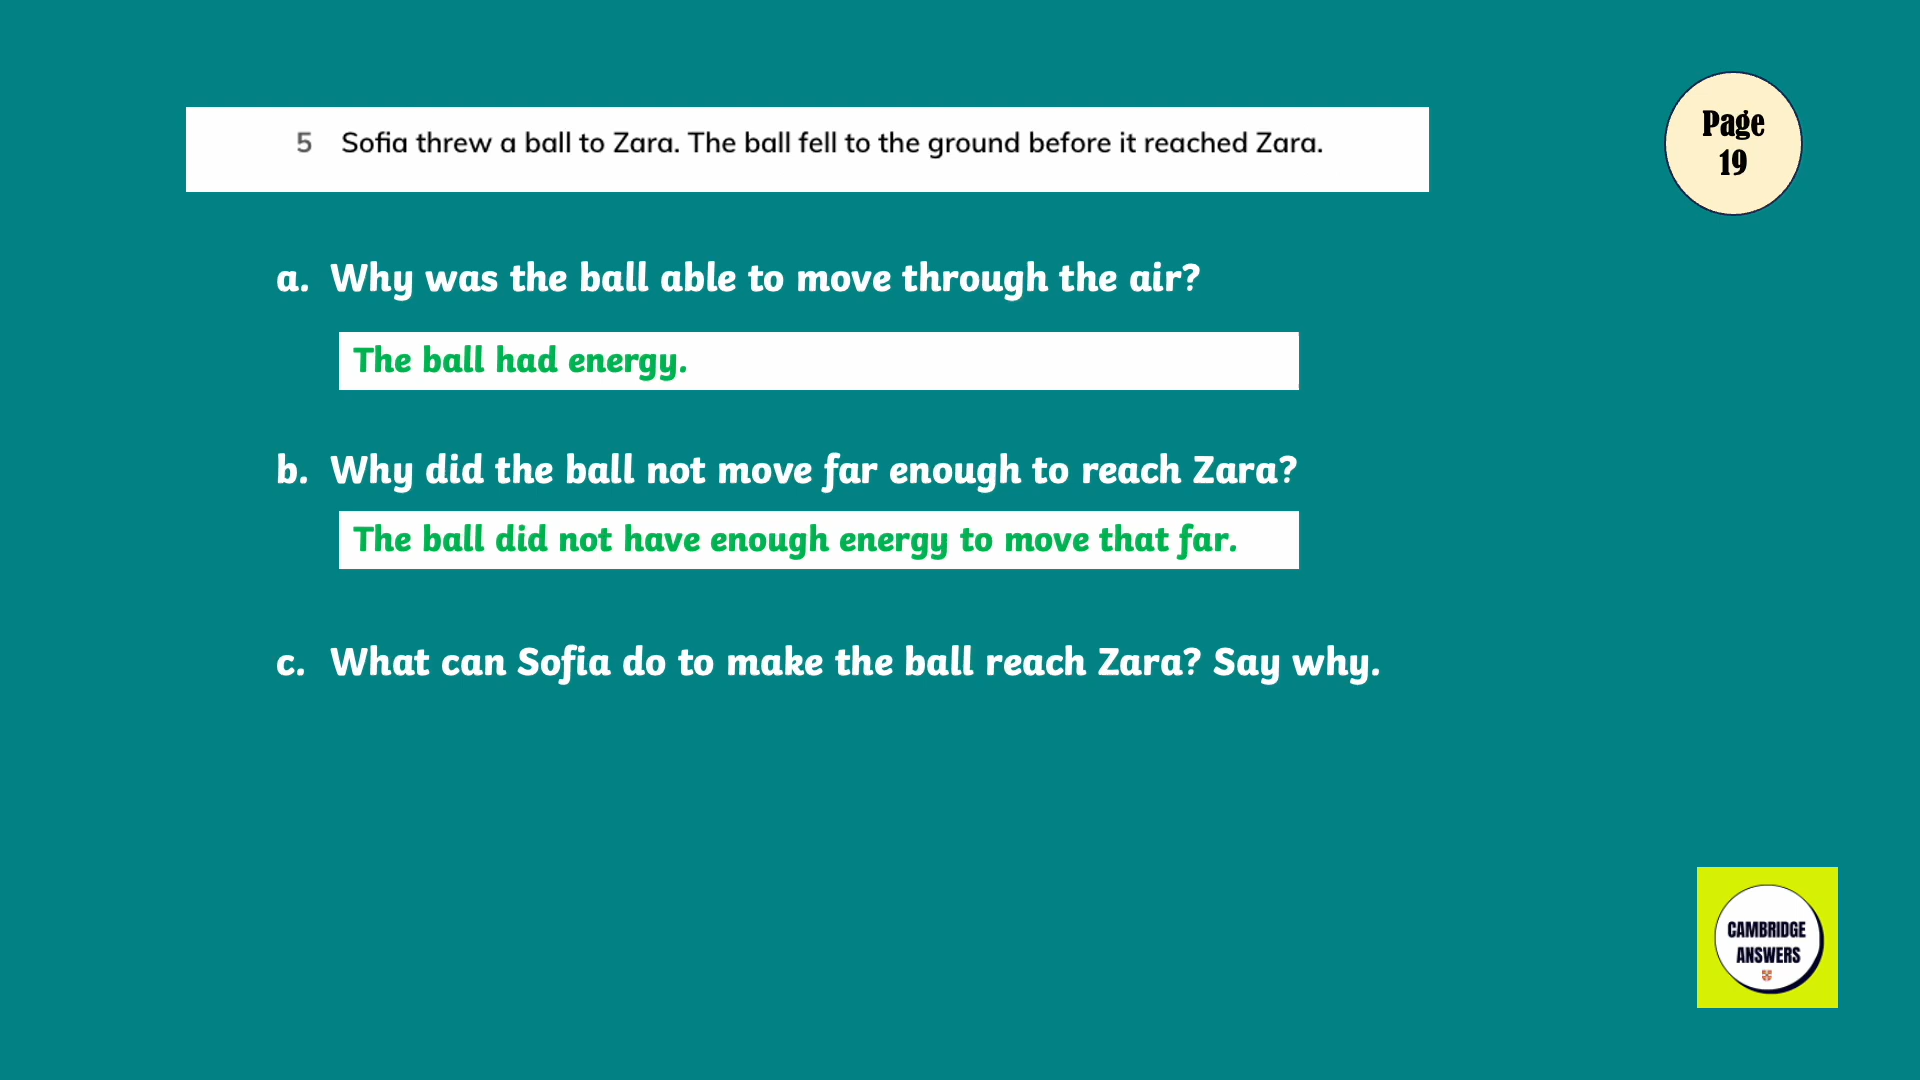 5 Sofia threw a ball to Zara. The ball fell to the ground before it reached Zara.
Page
19
a. Why was the ball able to move through the air?
The ball had energy.
b. Why did the ball not move far enough to reach Zara?
The ball did not have enough energy to move that far.
c. What can Sofia do to make the ball reach Zara? Say why.
CAMBRIDGE
ANSWERS